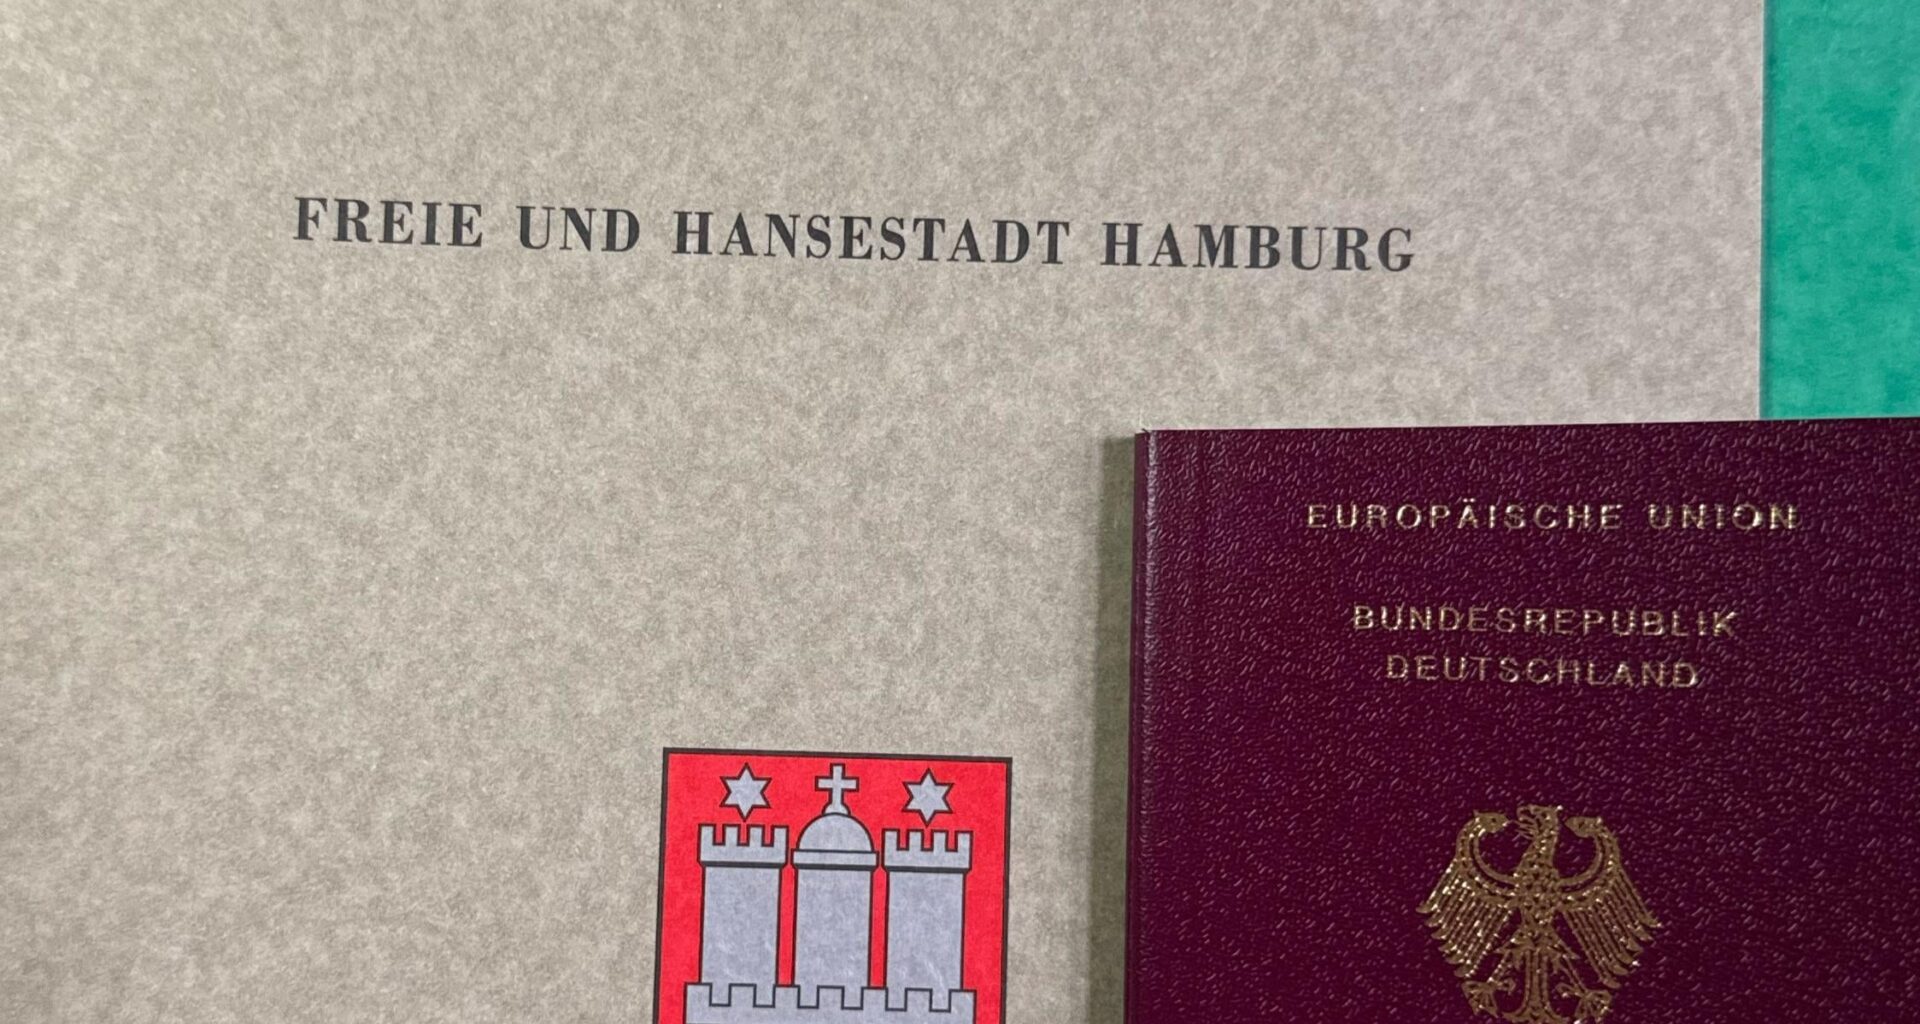 FREIE UND HANSESTADT HAMBURG
EUROPÄISCHE UNION
BUNDESREPUBLIK
DEUTSCHLAND